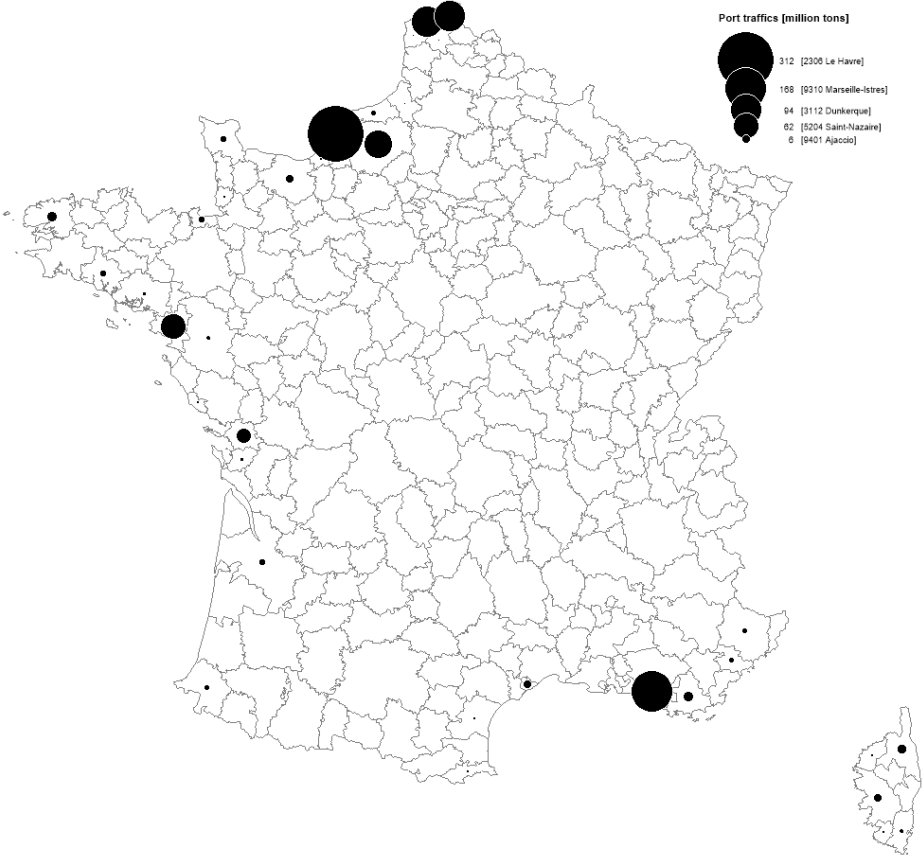 Port traffics [million tons]
312 [2306 Le Havre]
168 [9310 Marseille-Istres]
94 [3112 Dunkerque]
62 [5204 Saint-Nazaire]
6 [9401 Ajaccio]